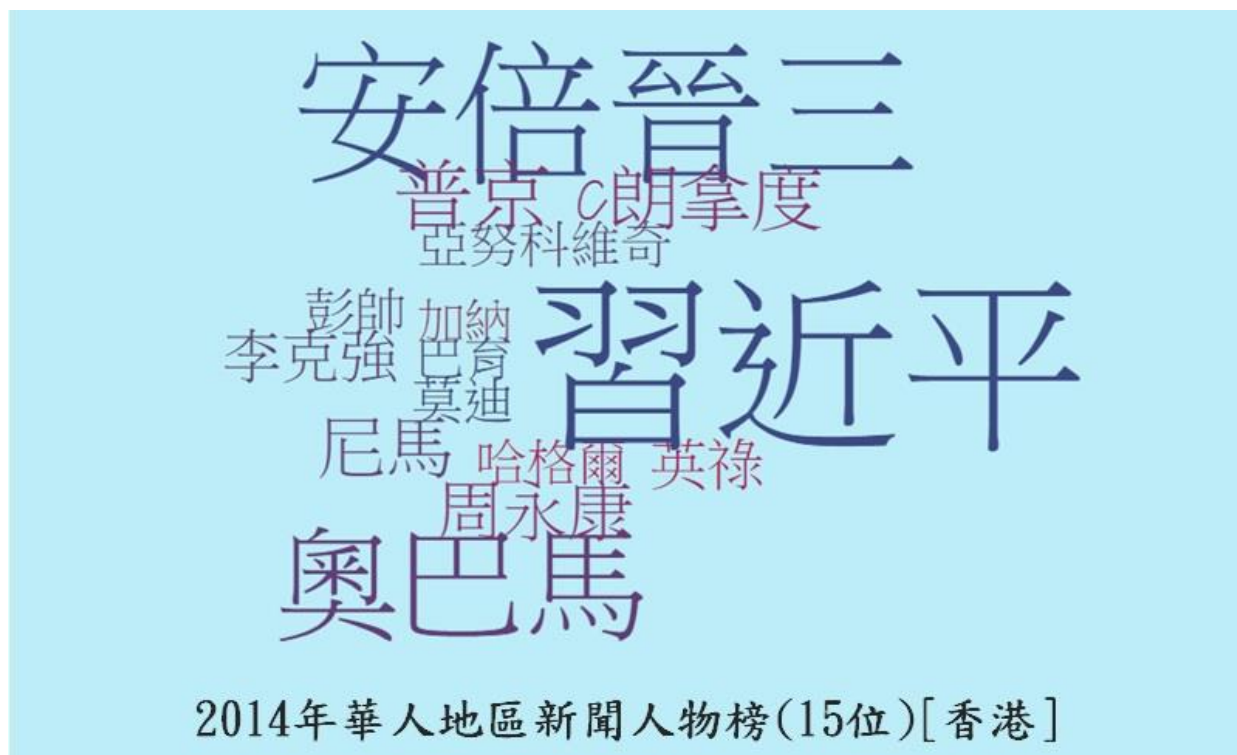 安倍晉三
普京 C朗拿度
亞努科維奇
彭帥 加納
習近平
李克強 巴育
莫迪
尼馬 哈格爾 英祿
周永康
奧巴馬
2014年華人地區新聞人物榜(15位)[香港]